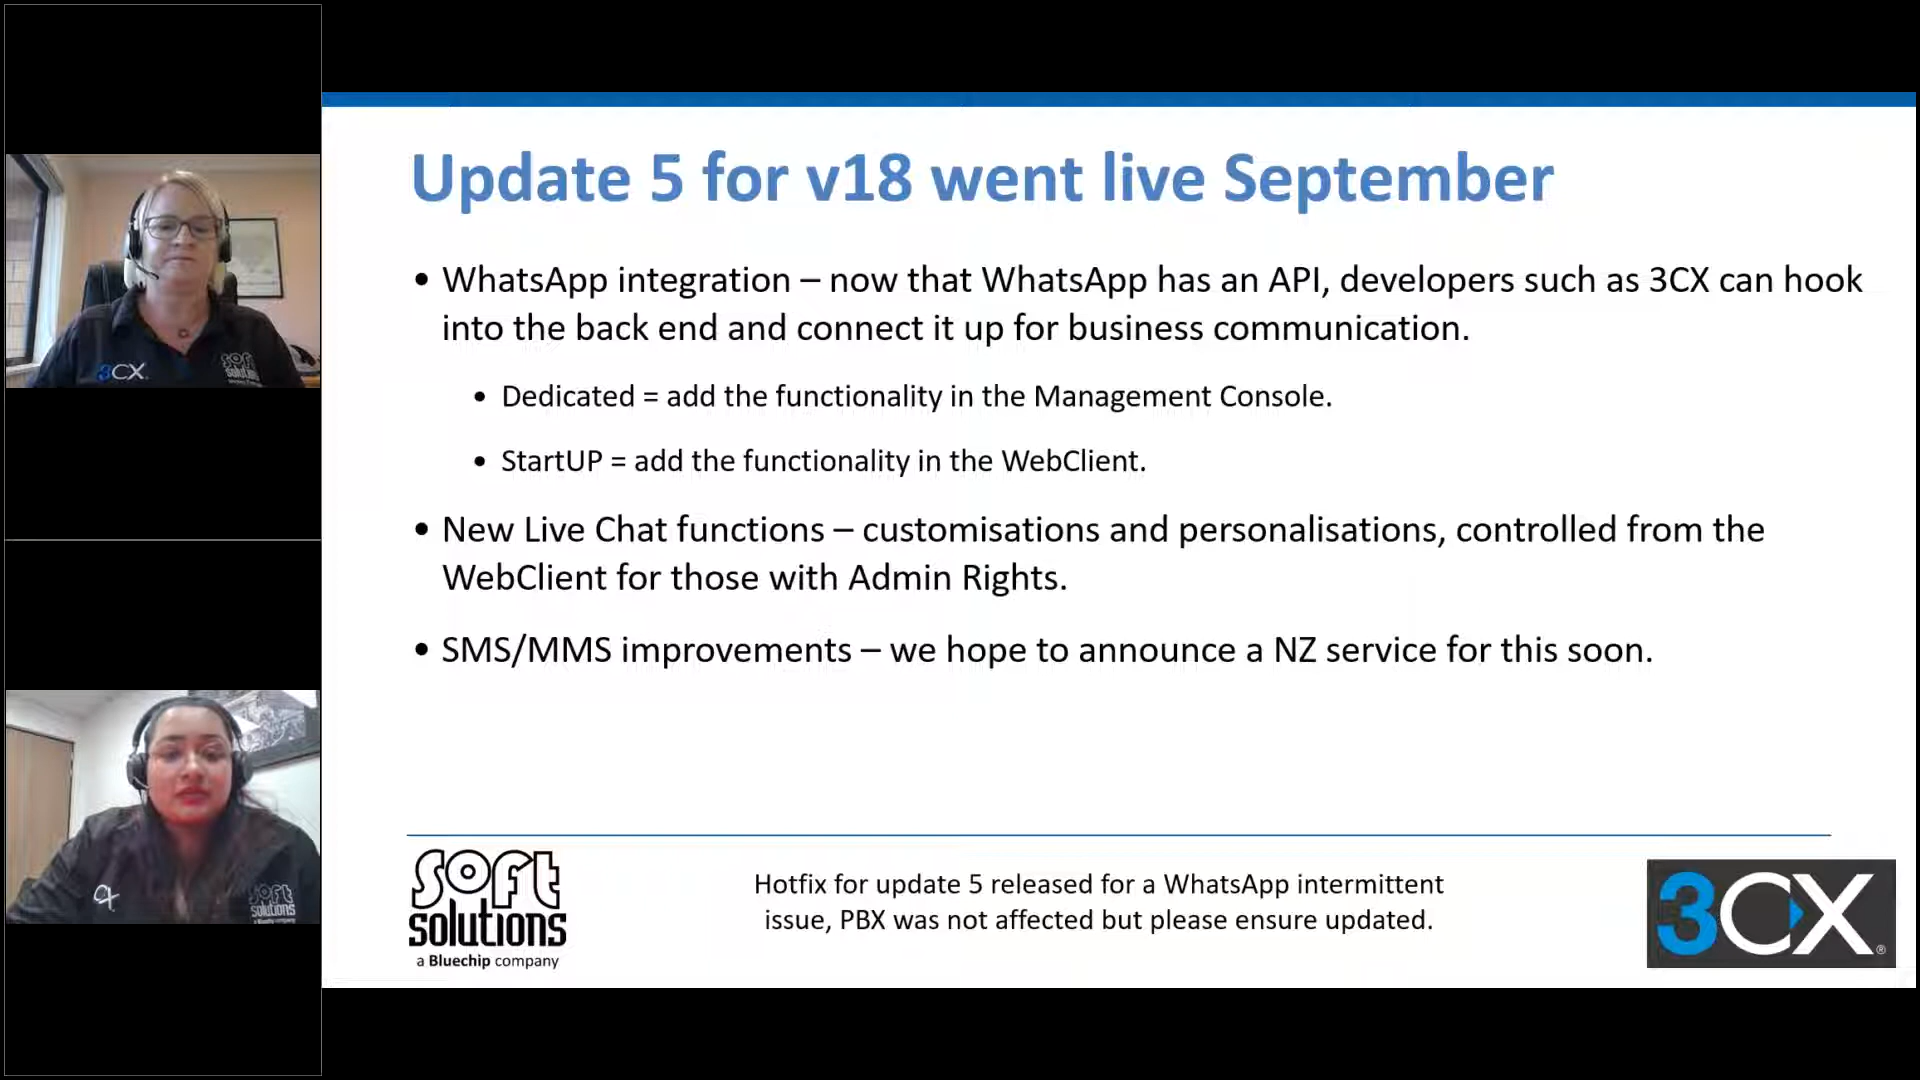 Update 5 for v18 went live September
• WhatsApp integration – now that WhatsApp has an API, developers such as 3CX can hook
into the back end and connect it up for business communication.
• Dedicated = add the functionality in the Management Console.
• StartUP = add the functionality in the WebClient.
• New Live Chat functions – customisations and personalisations, controlled from the
WebClient for those with Admin Rights.
• SMS/MMS improvements – we hope to announce a NZ service for this soon.
soft
solutions
a Bluechip company
Hotfix for update 5 released for a WhatsApp intermittent
issue, PBX was not affected but please ensure updated.
3CX®
3CX
soft
solutions
CX
soft
solutions